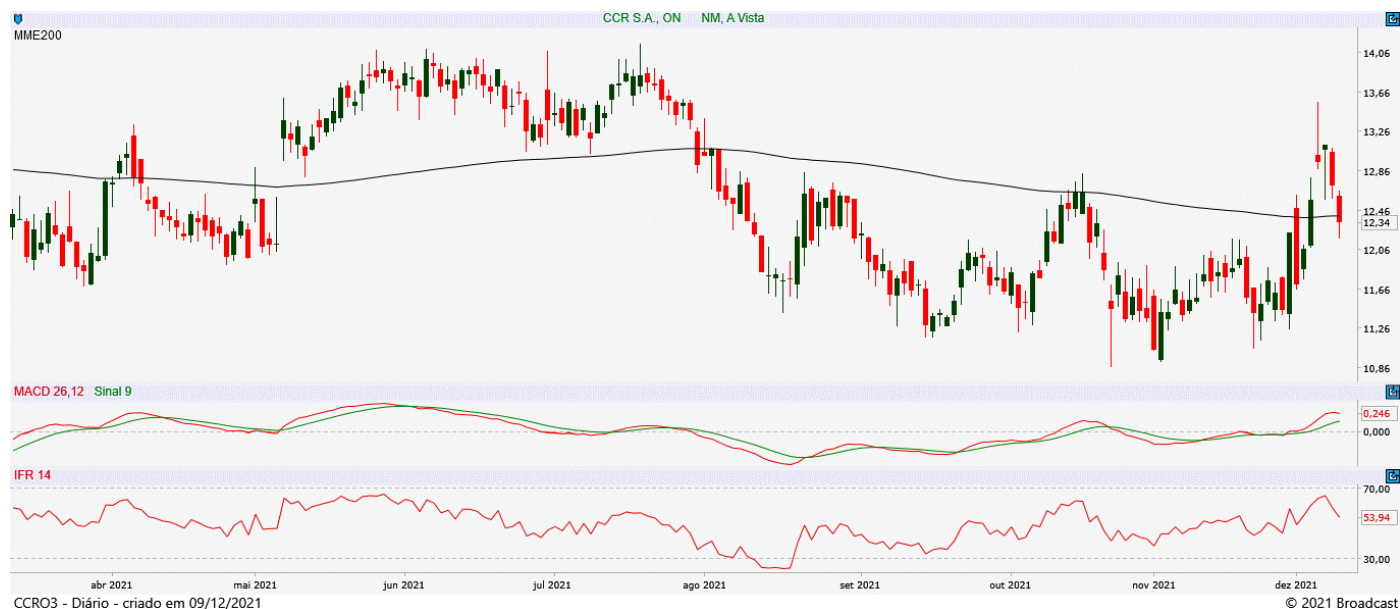 CCR S.A., ON NM, A Vista
MME200
14,06
13,66
13,26
12,86
12,46
12,34
12,06
11,66
11,26
10,86
MACD 26,12 Sinal 9
0,246
0,000
IFR 14
70,00
53,94
30,00
abr 2021 mai 2021 jun 2021 jul 2021 ago 2021 set 2021 out 2021 nov 2021 dez 2021
CCRO3 - Diário - criado em 09/12/2021 © 2021 Broadcast